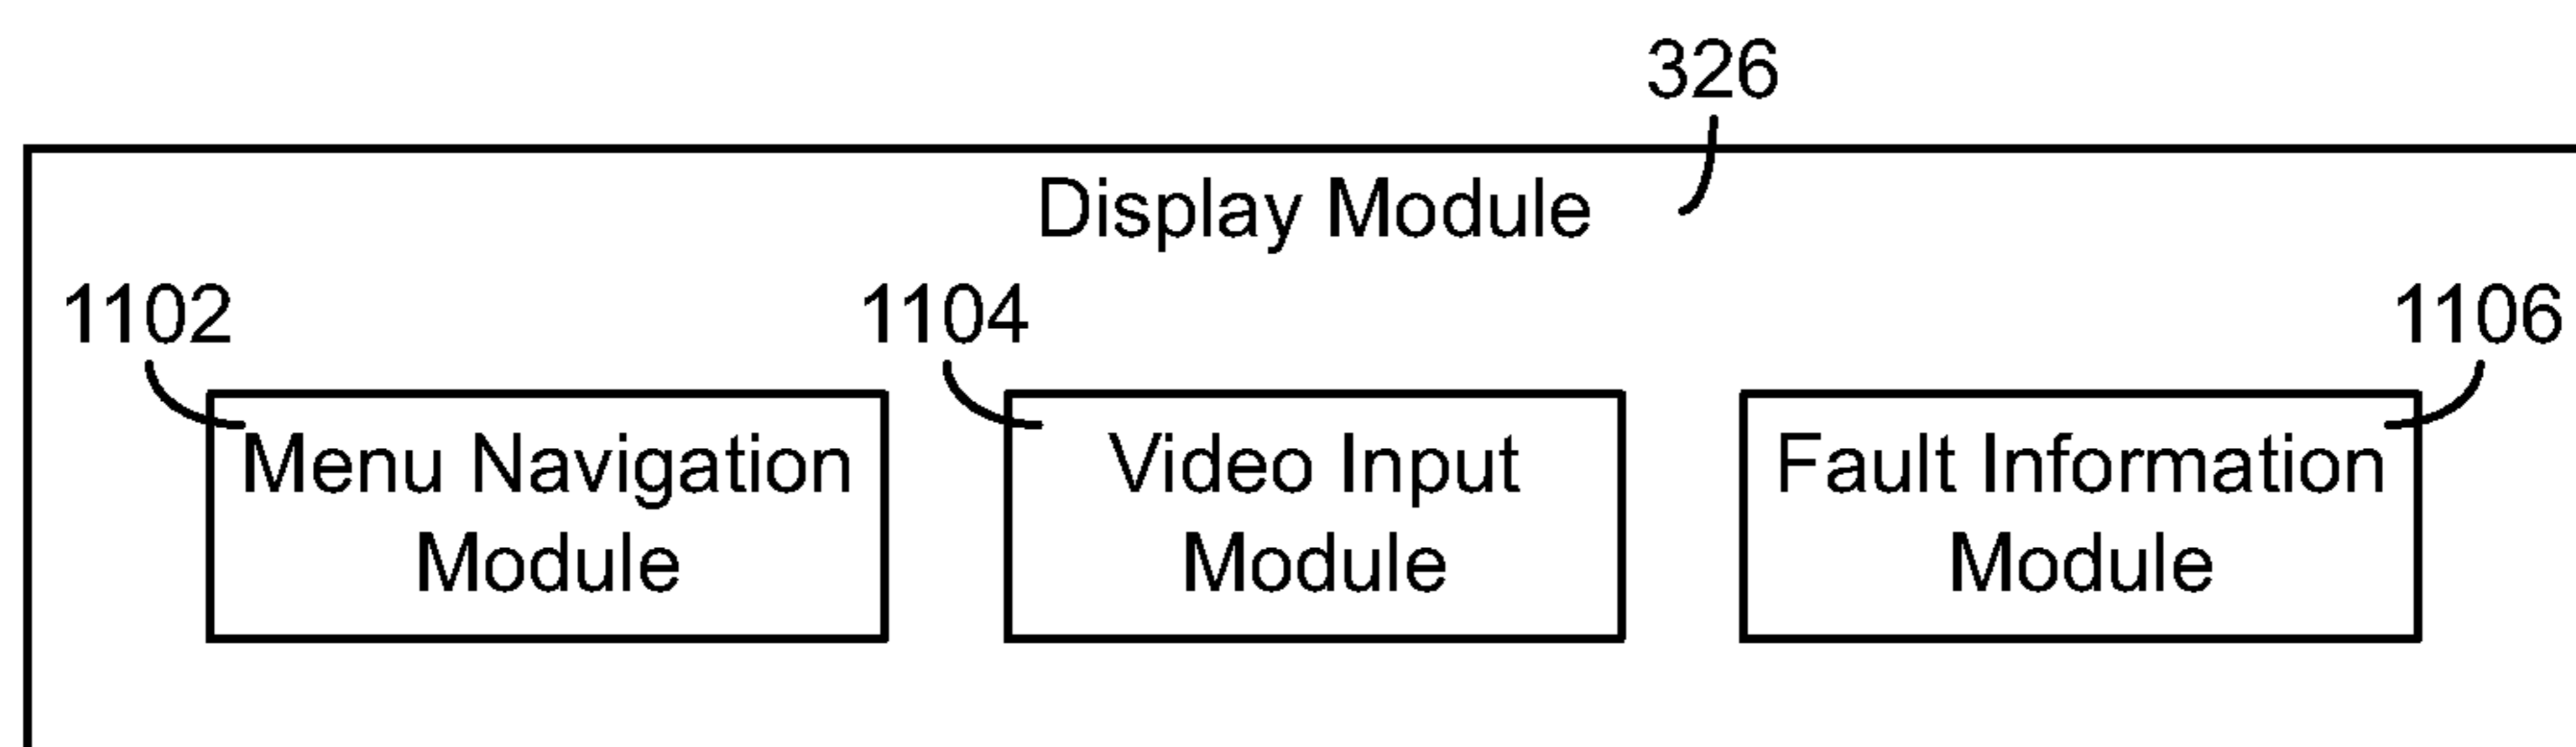 326
Display Module
1102
1104
1106
Menu Navigation
Module
Video Input
Module
Fault Information
Module